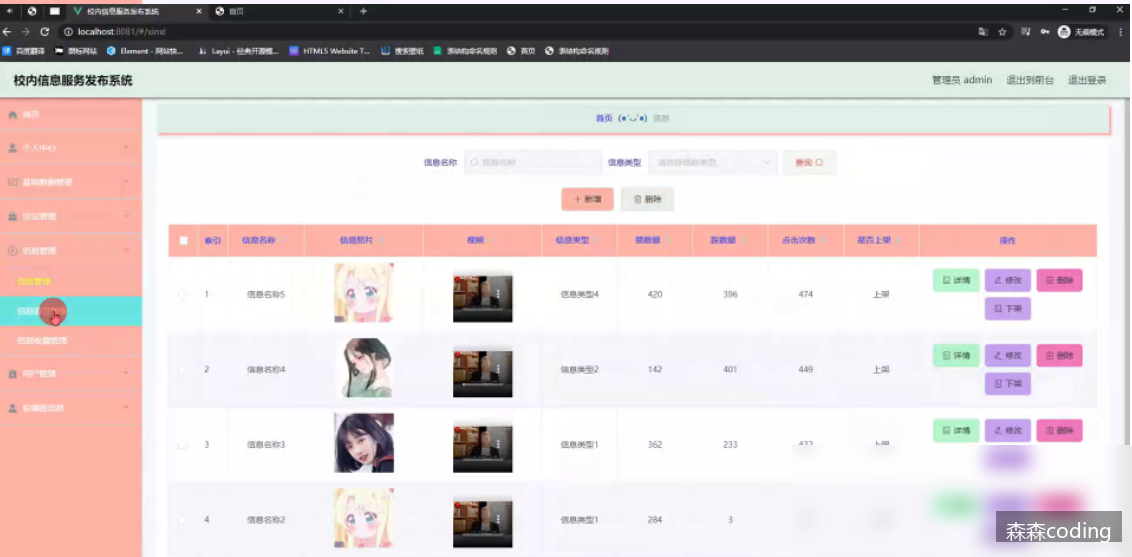 校内信息服务发布系统
首页
localhost:8081/#/xinxi
无痕模式
百度翻译
图标网站
Element - 网站快...
Layui - 经典开源模...
HTML5 Website T...
搜索壁纸
表结构命名规则
首页
表结构命名规则
校内信息服务发布系统
管理员 admin
退出到前台
退出登录
首页
个人中心
基础数据管理
论坛管理
信息管理
信息管理
信息收藏管理
用户管理
轮播图信息
首页 (●'◡'●) 信息
信息名称 信息名称 信息类型 请选择信息类型 查询
+ 新增 删除
索引 信息名称 信息照片 视频 信息类型 赞数量 踩数量 点击次数 是否上架 操作
1 信息名称5 信息类型4 420 396 474 上架 详情 修改 删除
下架
2 信息名称4 信息类型2 142 401 449 上架 详情 修改 删除
下架
3 信息名称3 信息类型1 362 233 详情 修改 删除
4 信息名称2 信息类型1 284 3
森森coding